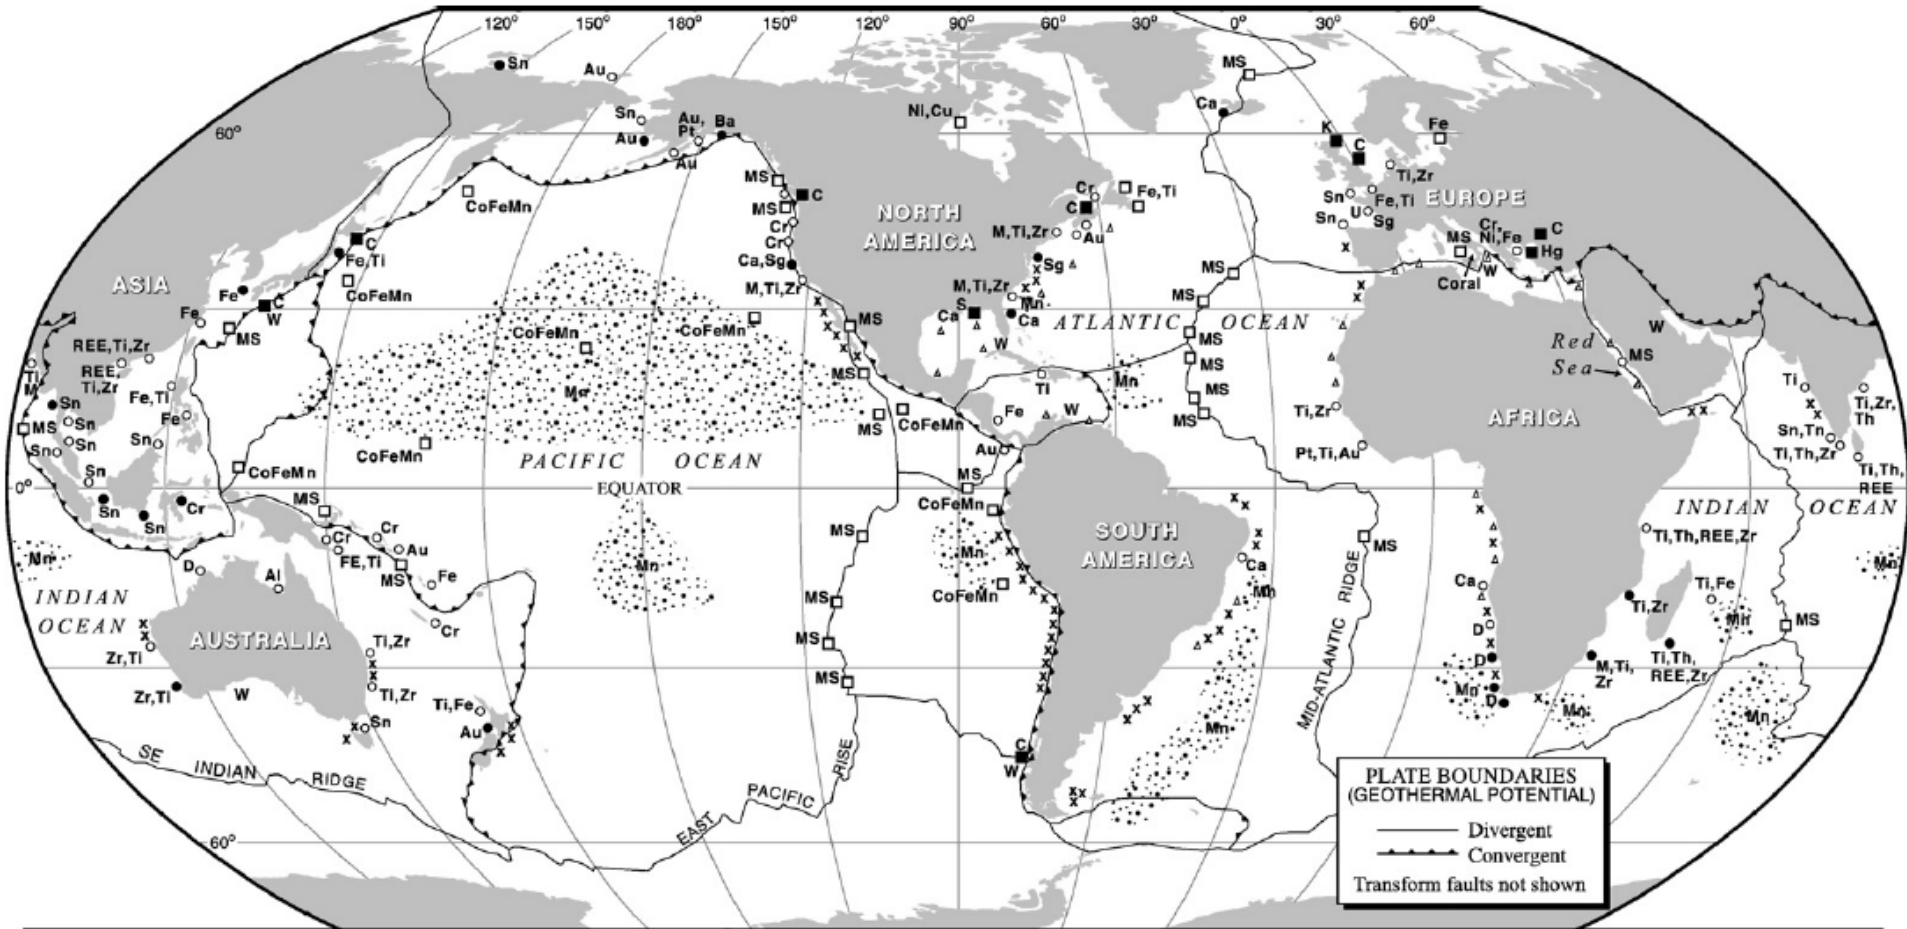 120°
150°
180°
150°
120°
90°
60°
30°
0°
30°
60°
Sn
Au
MS
Ni,Cu
Ca
60°
Sn
Au,
Pt
Ba
Au
Au
K
C
Fe
MS
C
CoFeMn
MS
Cr
Cr
Cr
C
Fe,Ti
Ti,Zr
Sn
Fe,Ti
U
Sg
Sn
EUROPE
NORTH
AMERICA
M,Ti,Zr
Au
Cr,
Ni,Fe
C
Hg
MS
W
Coral
C
Fe,Ti
Ca,Sg
M,Ti,Zr
Sg
MS
ASIA
Fe
CoFeMn
C
W
M,Ti,Zr
Mn
S
Ca
Ca
MS
ATLANTIC OCEAN
Fe
MS
CoFeMn
CoFeMn
MS
MS
W
W
Red
Sea
MS
REE,Ti,Zr
REE,
Ti,Zr
Ti
M
Fe,Ti
Mn
MS
Ti
Mn
MS
MS
Ti
Ti,Zr,
Th
Sn
Fe
Sn
MS
MS
CoFeMn
Fe
W
Ti,Zr
AFRICA
Sn,Tn
Ti,Th,Zr
Sn
Sn
Sn
CoFeMn
CoFeMn
PACIFIC OCEAN
Au
Pt,Ti,Au
Ti,Th,
REE
Sn
MS
0°
EQUATOR
Sn
Sn
Cr
MS
CoFeMn
INDIAN OCEAN
Cr
Cr
Au
FE,Ti
MS
SOUTH
AMERICA
MS
Ti,Th,REE,Zr
Mn
D
Al
MS
Fe
Mn
Mn
CoFeMn
Ca
Mn
Ca
Ti,Fe
Mn
INDIAN
OCEAN
MS
Ti,Zr
Mn
MS
AUSTRALIA
Cr
MS
D
Zr,Ti
Ti,Zr
MS
D
M,Ti,
Zr
Ti,Th,
REE,Zr
Zr,Ti
W
Ti,Zr
Ti,Fe
Mn
D
Mn
Mn
Mn
Sn
Au
C
W
MID-ATLANTIC RIDGE
SE INDIAN RIDGE
EAST PACIFIC RISE
60°
PLATE BOUNDARIES
(GEOTHERMAL POTENTIAL)
Divergent
Convergent
Transform faults not shown